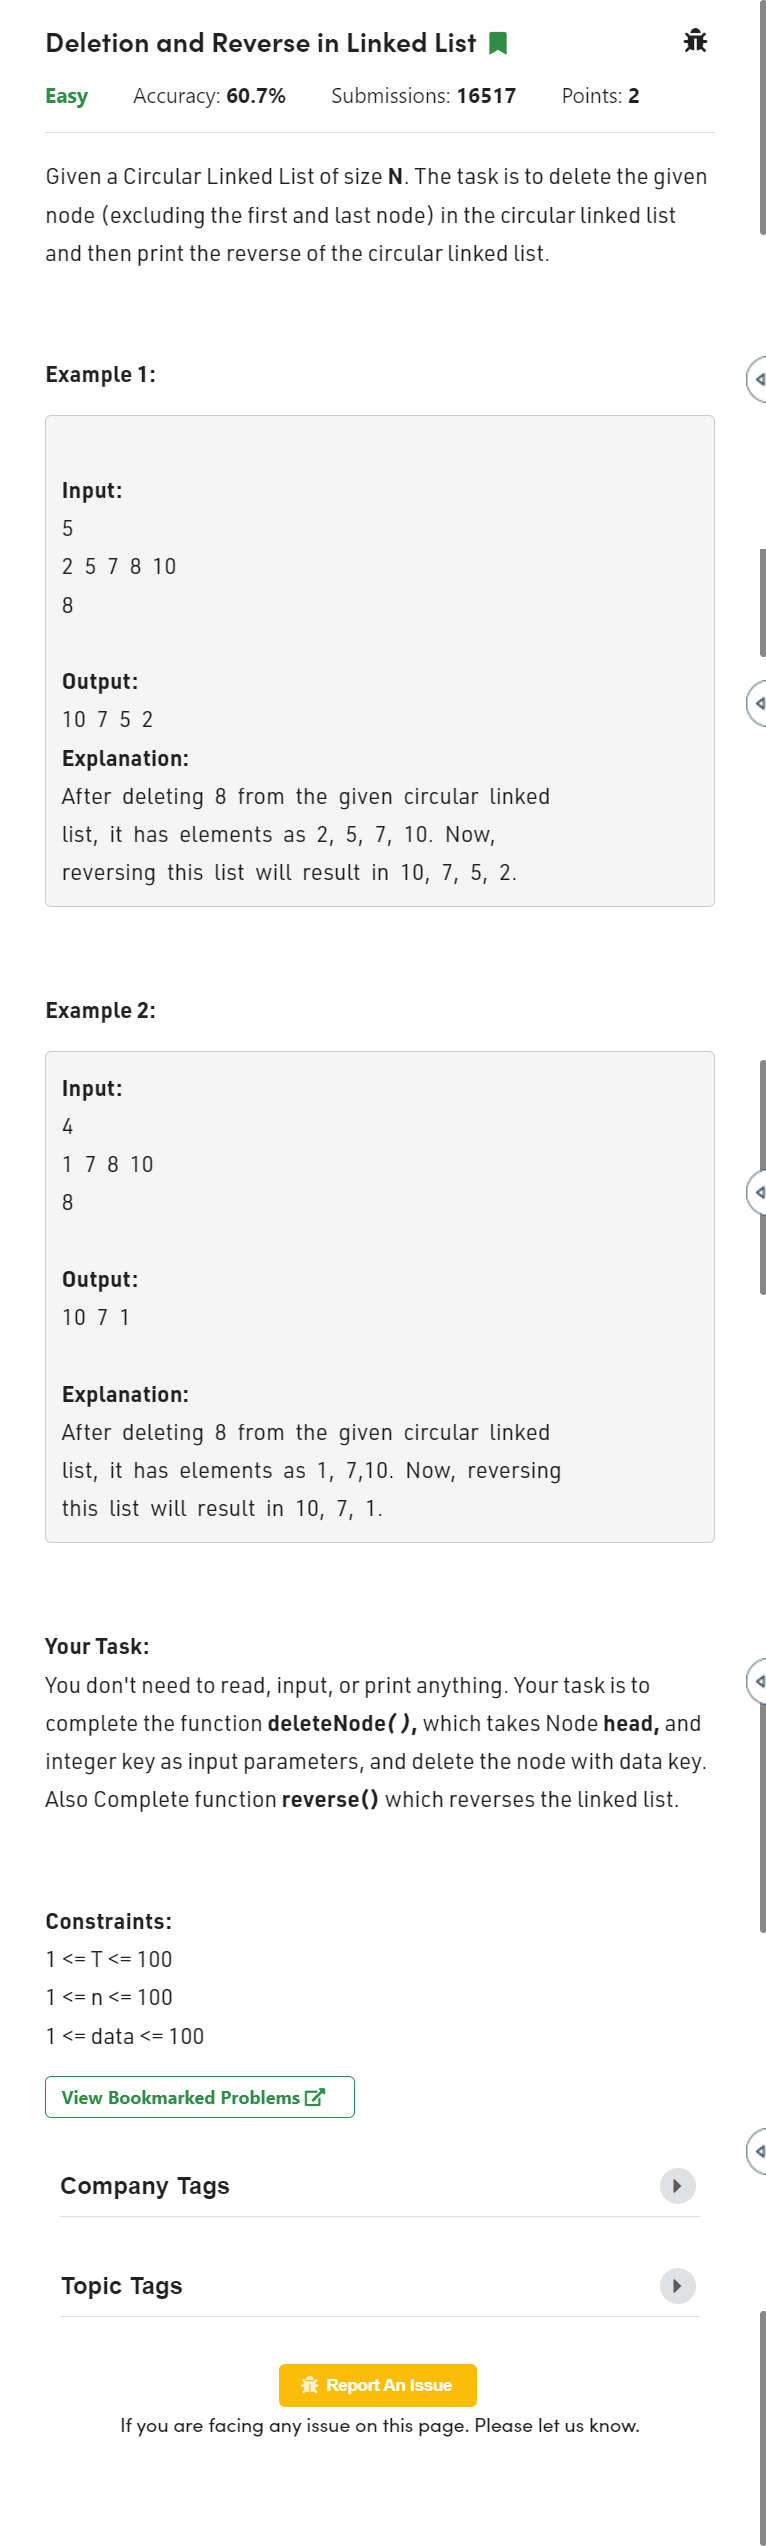 Deletion and Reverse in Linked List
Easy Accuracy: 60.7% Submissions: 16517 Points: 2
Given a Circular Linked List of size N. The task is to delete the given
node (excluding the first and last node) in the circular linked list
and then print the reverse of the circular linked list.
Example 1:
Input:
5
2 5 7 8 10
8
Output:
10 7 5 2
Explanation:
After deleting 8 from the given circular linked
list, it has elements as 2, 5, 7, 10. Now,
reversing this list will result in 10, 7, 5, 2.
Example 2:
Input:
4
1 7 8 10
8
Output:
10 7 1
Explanation:
After deleting 8 from the given circular linked
list, it has elements as 1, 7,10. Now, reversing
this list will result in 10, 7, 1.
Your Task:
You don't need to read, input, or print anything. Your task is to
complete the function deleteNode(), which takes Node head, and
integer key as input parameters, and delete the node with data key.
Also Complete function reverse() which reverses the linked list.
Constraints:
1 <= T <= 100
1 <= n <= 100
1 <= data <= 100
View Bookmarked Problems
Company Tags
Topic Tags
Report An Issue
If you are facing any issue on this page. Please let us know.